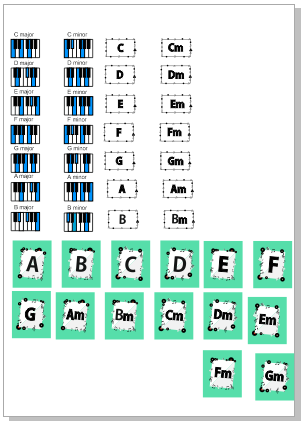 C major C minor C Cm
D major D minor D Dm
E major E minor E Em
F major F minor F Fm
G major G minor G Gm
A major A minor A Am
B major B minor B Bm
A B C D E F
G Am Bm Cm Dm Em
Fm Gm